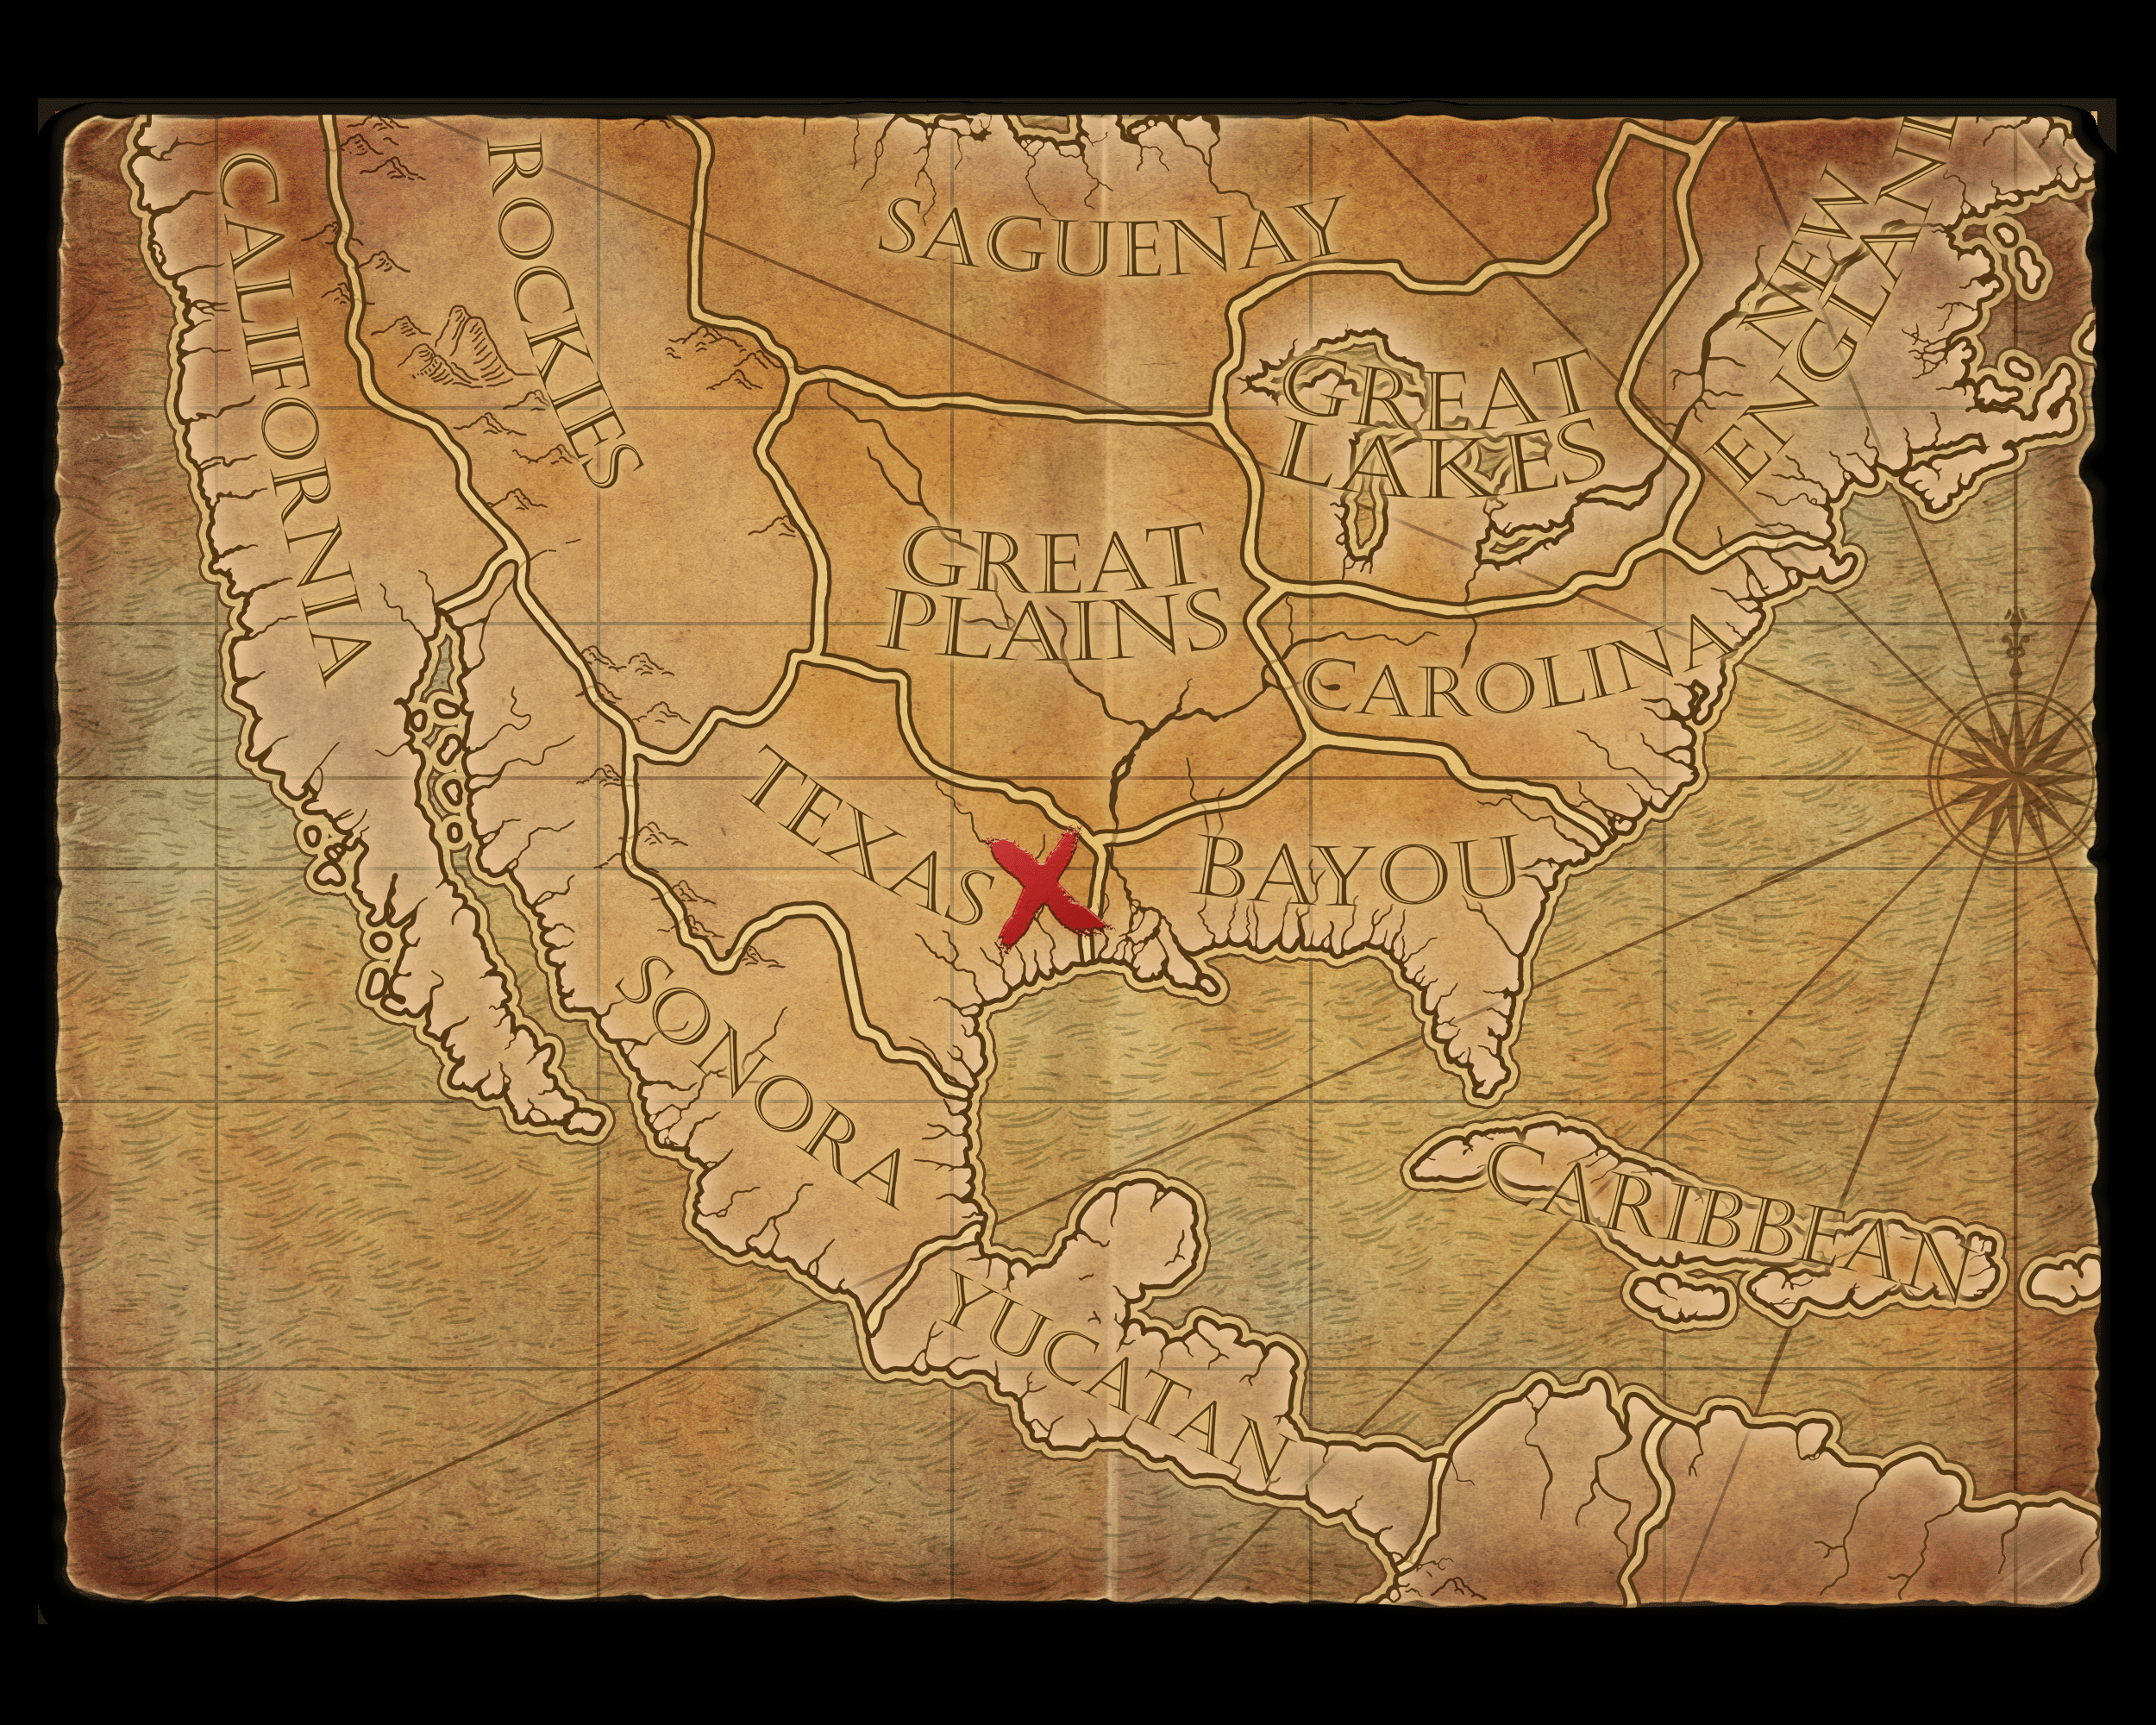 CALIFORNIA
ROCKIES
SAGUENAY
NEW
ENGLAND
GREAT
LAKES
GREAT
PLAINS
CAROLINA
TEXAS
BAYOU
SONORA
CARIBBEAN
YUCATAN